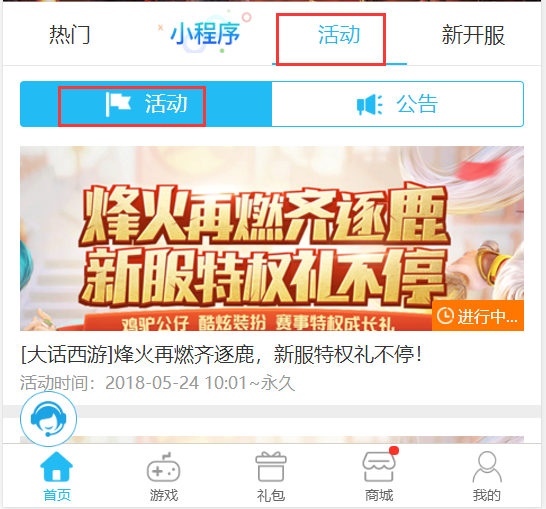 热门 小程序 活动 新开服
活动 公告
烽火再燃齐逐鹿
新服特权礼不停
鸡驴公仔 酷炫装扮 赛事特权成长礼
进行中...
[大话西游]烽火再燃齐逐鹿，新服特权礼不停！
活动时间：2018-05-24 10:01~永久
首页 游戏 礼包 商城 我的